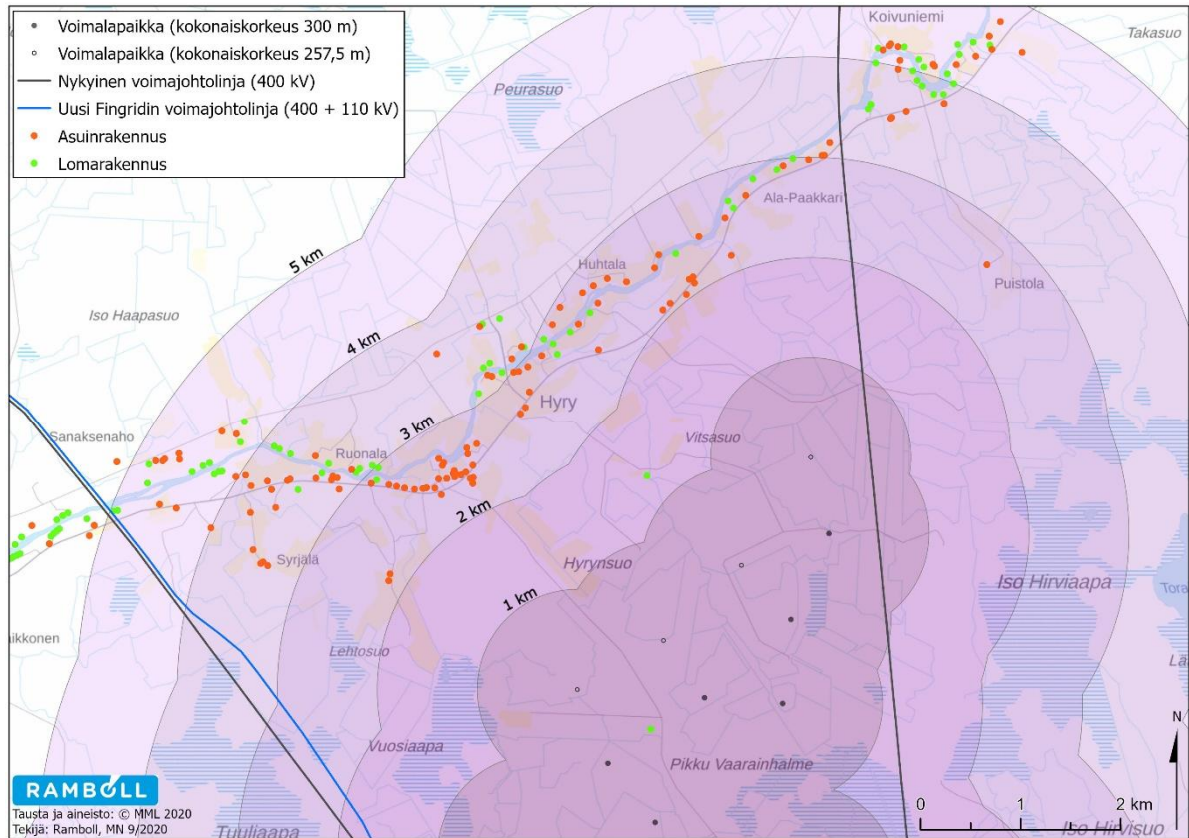 Voimalapaikka (kokonaiskorkeus 300 m)
Voimalapaikka (kokonaiskorkeus 257,5 m)
Nykyinen voimajohtolinja (400 kV)
Uusi Fingridin voimajohtolinja (400 + 110 kV)
Asuinrakennus
Lomarakennus
Koivuniemi
Takasuo
Peurasuo
Ala-Paakkari
5 km
Huhtala
Puistola
Iso Haapasuo
4 km
Hyry
3 km
Sanaksenaho
Ruonala
Vitsasuo
2 km
Syrjälä
Hyrynsuo
Iso Hirviaapa
Tora
1 km
aikkonen
Lehtosuo
La
Vuosiaapa
Pikku Vaarainhalme
N
RAMBOLL
Tausta ja aineisto: © MML 2020
Tekijä: Ramboll, MN 9/2020
Tuuliaapa
0 1 2 km
Iso Hirvisuo